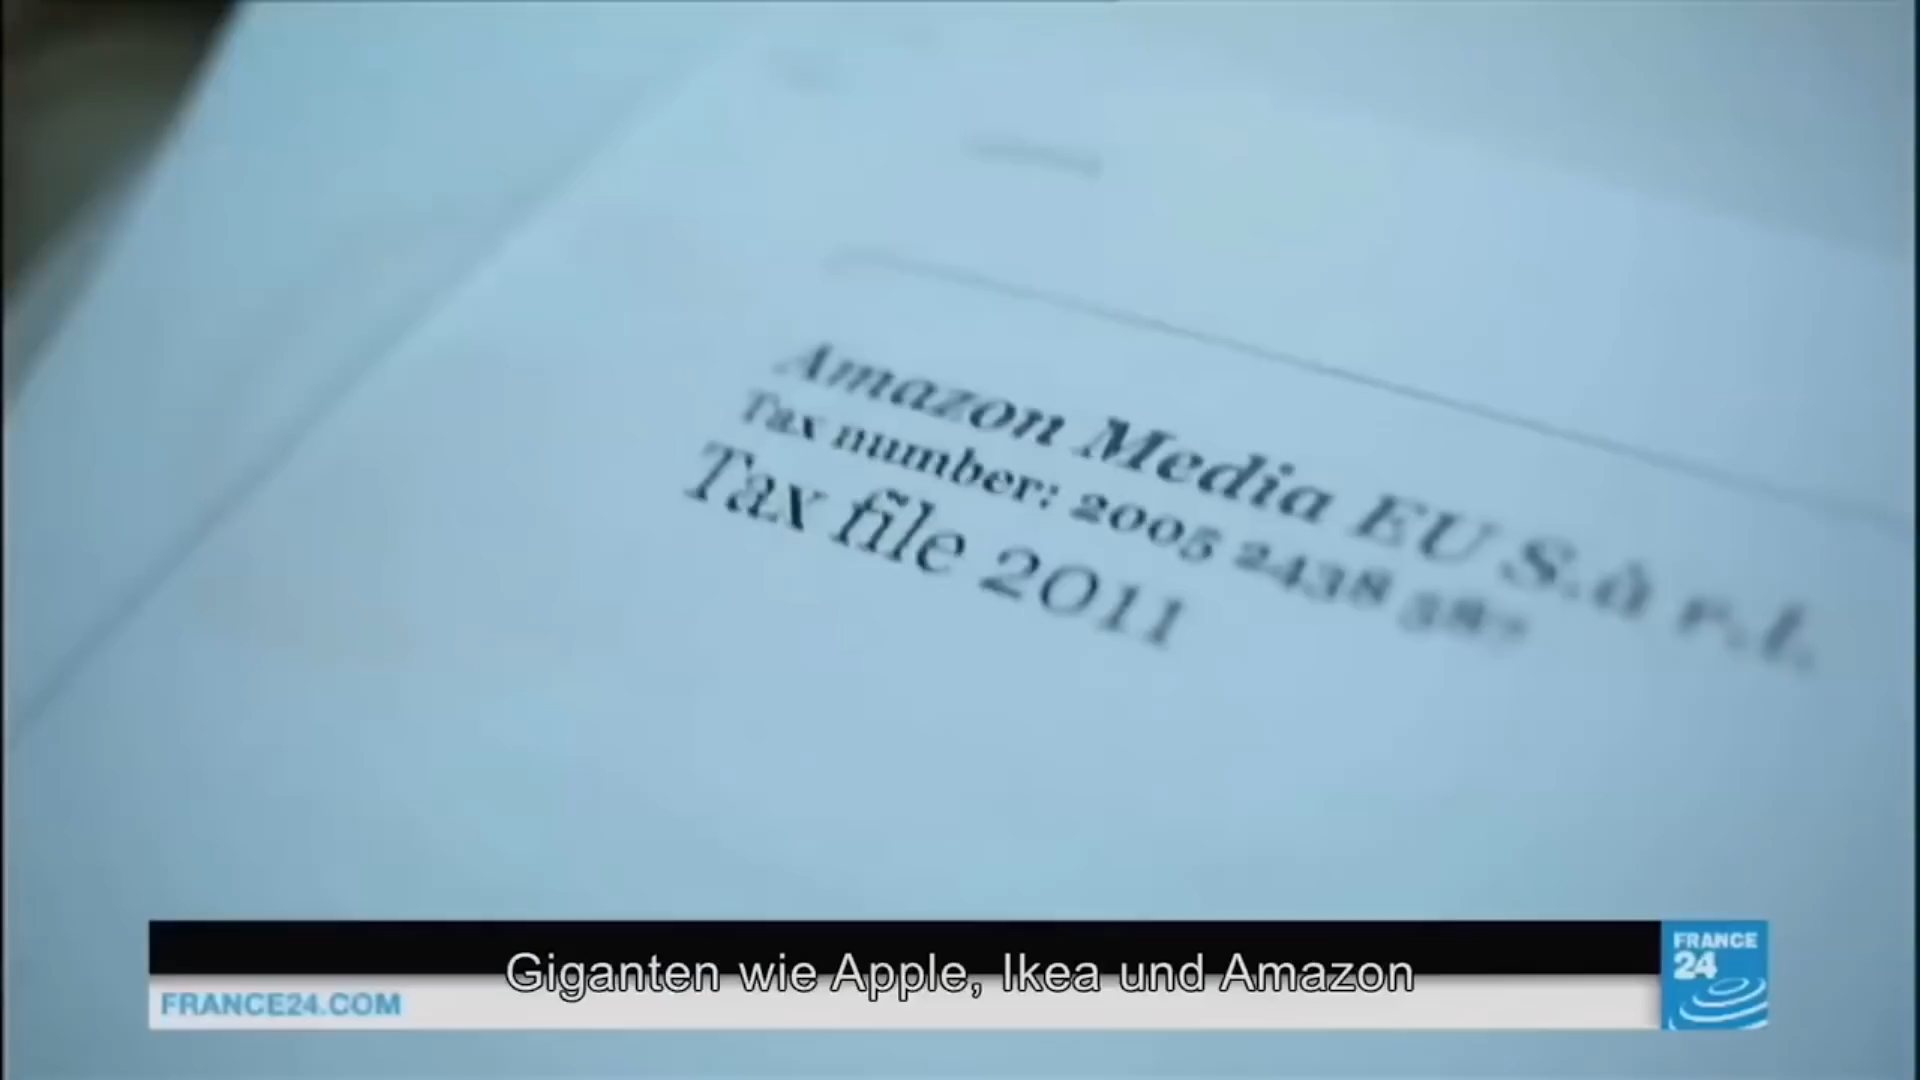 Amazon Media EU S.à r.l.
Tax number: 2005 2438
Tax file 2011
Giganten wie Apple, Ikea und Amazon
FRANCE24.COM
FRANCE
24